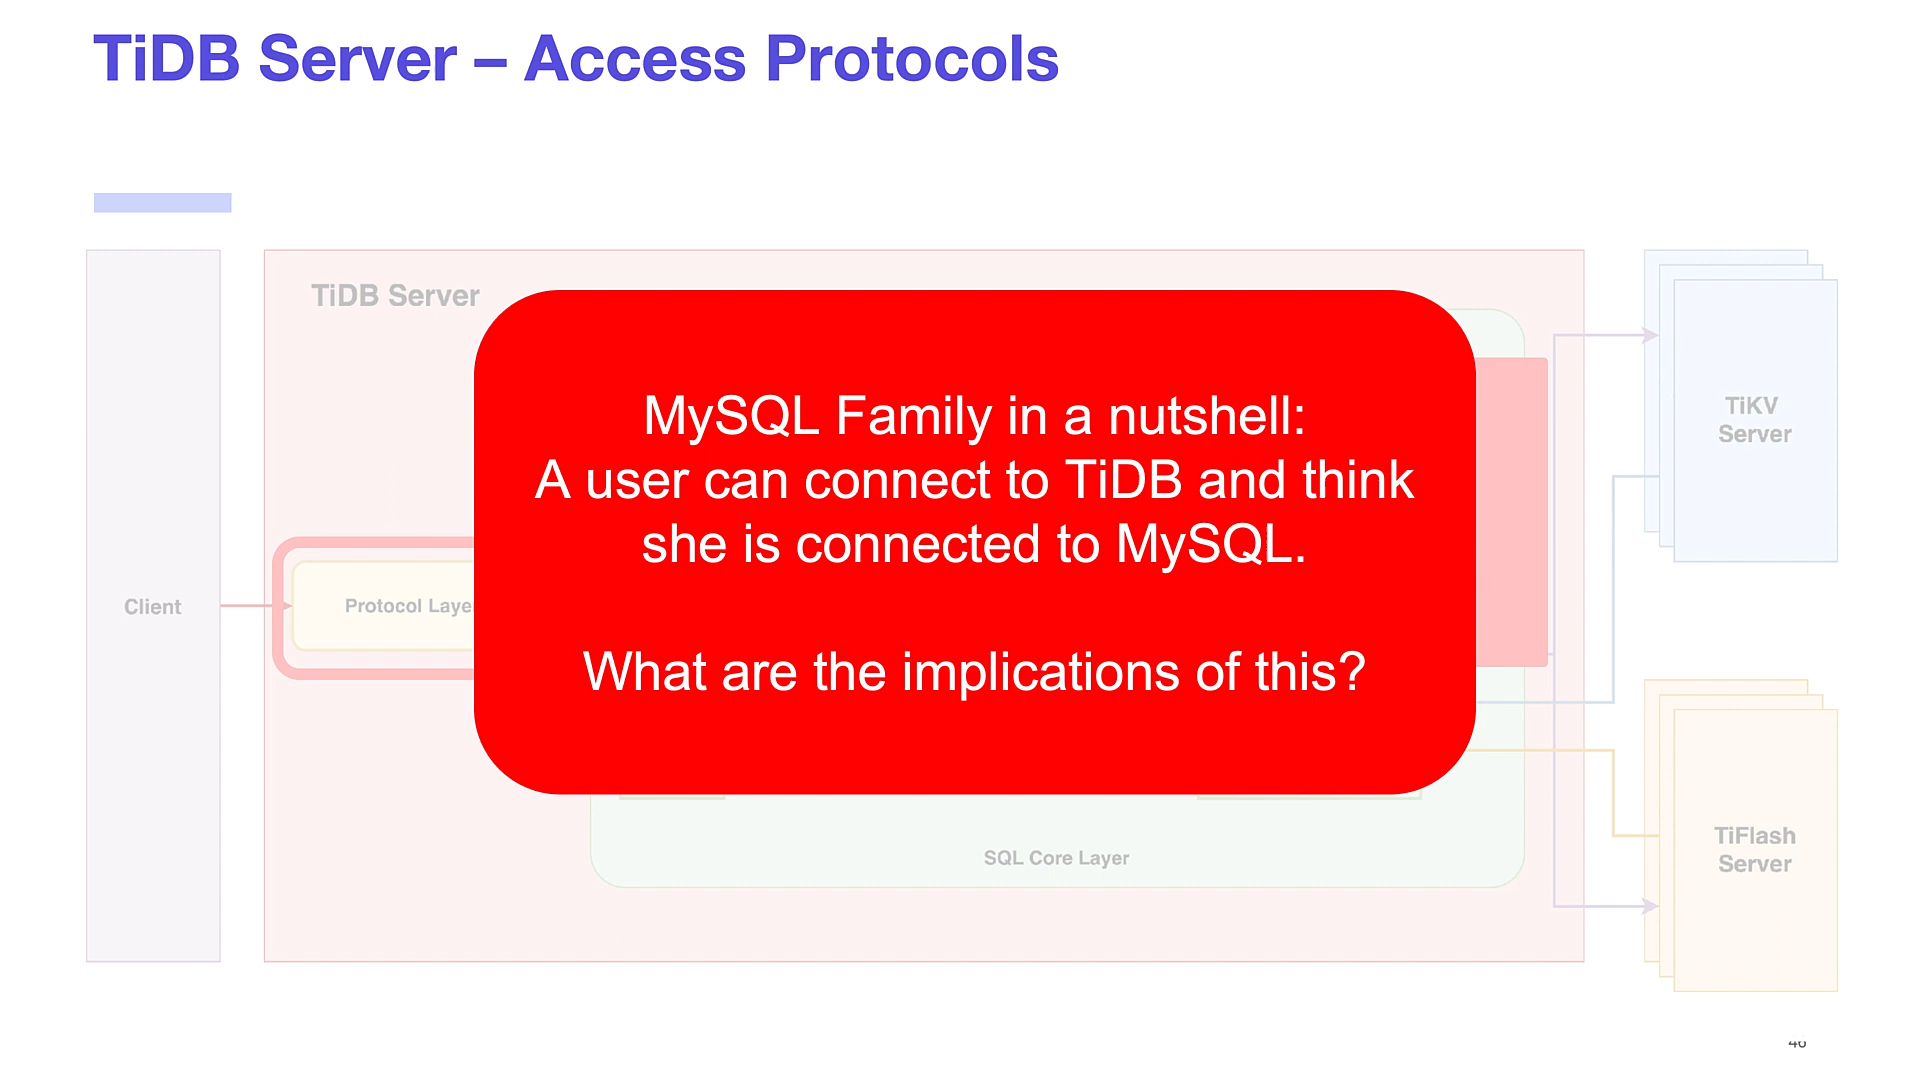 TiDB Server – Access Protocols
TiDB Server
MySQL Family in a nutshell:
A user can connect to TiDB and think
she is connected to MySQL.
What are the implications of this?
Client
Protocol Laye
TiKV
Server
SQL Core Layer
TiFlash
Server
46